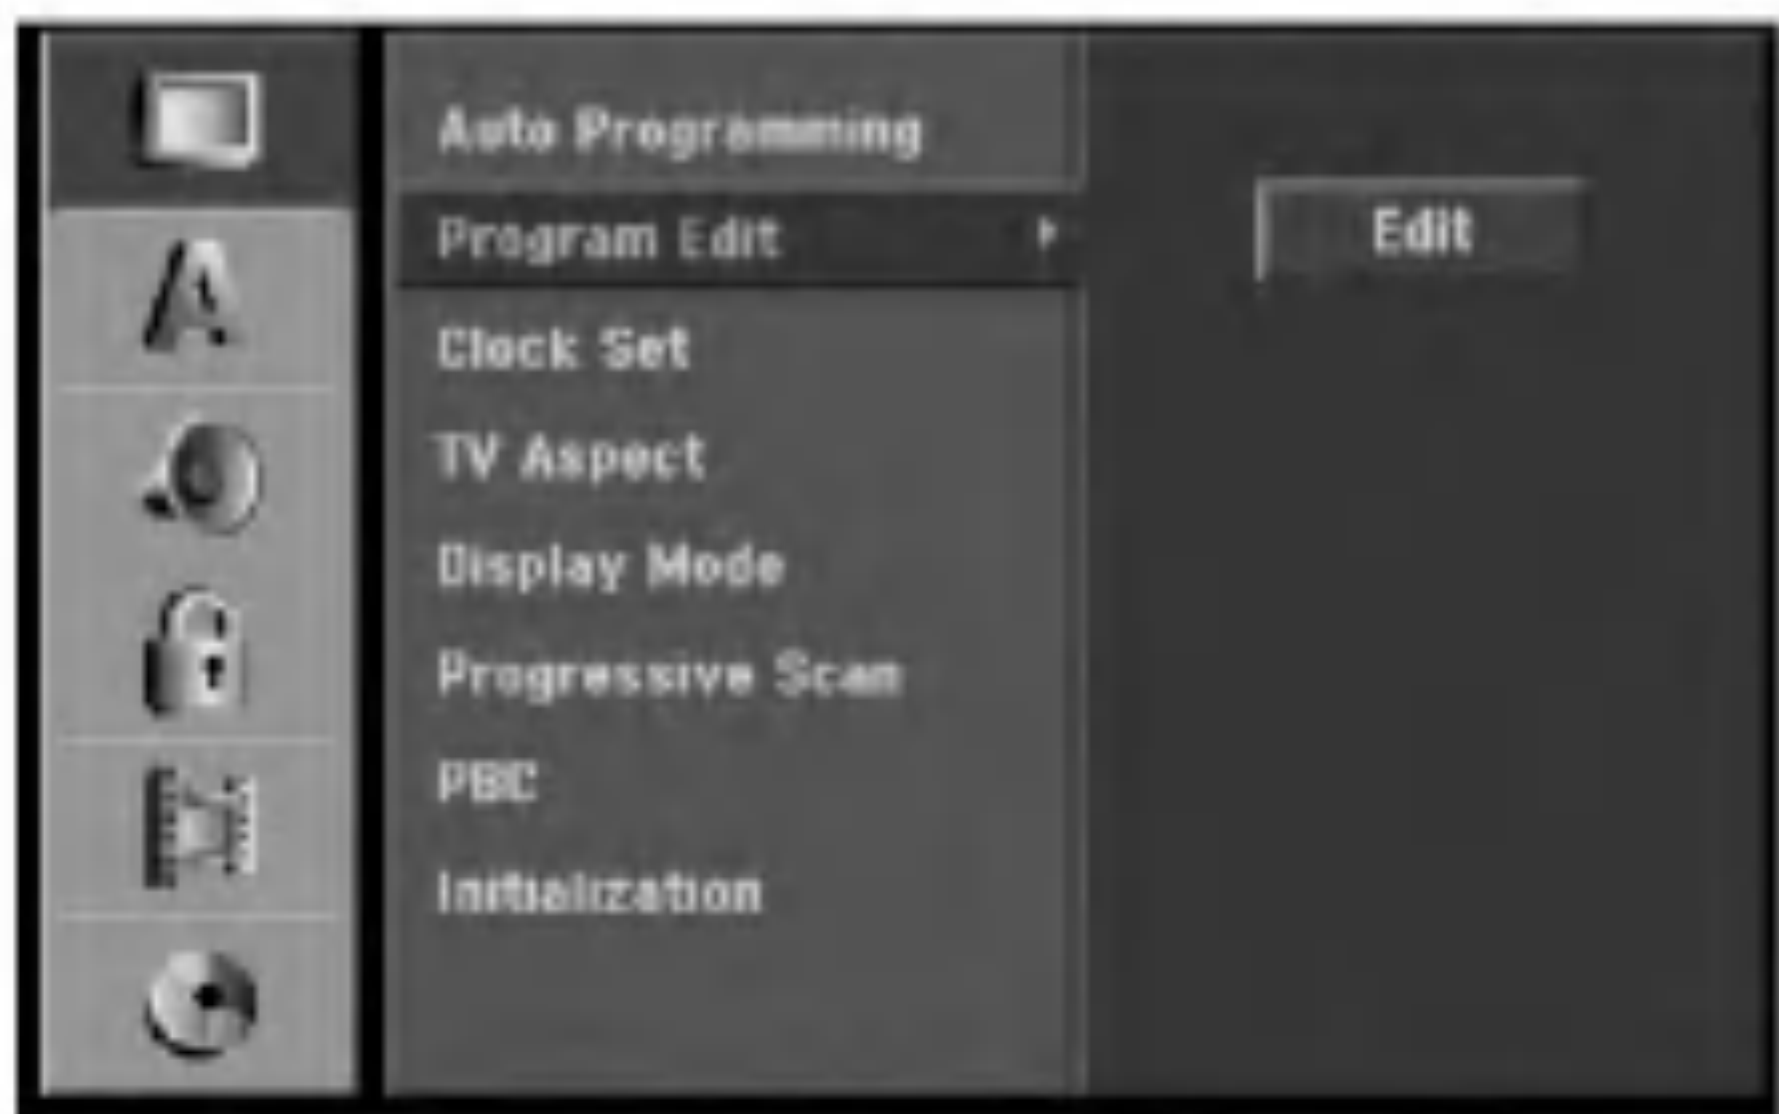 Auto Programming
Program Edit
Edit
Clock Set
TV Aspect
Display Mode
Progressive Scan
PBC
Initialization